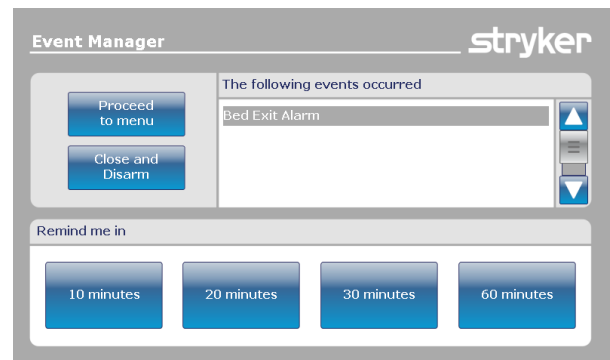 Event Manager
stryker
The following events occurred
Proceed
to menu
Bed Exit Alarm
Close and
Disarm
Remind me in
10 minutes
20 minutes
30 minutes
60 minutes